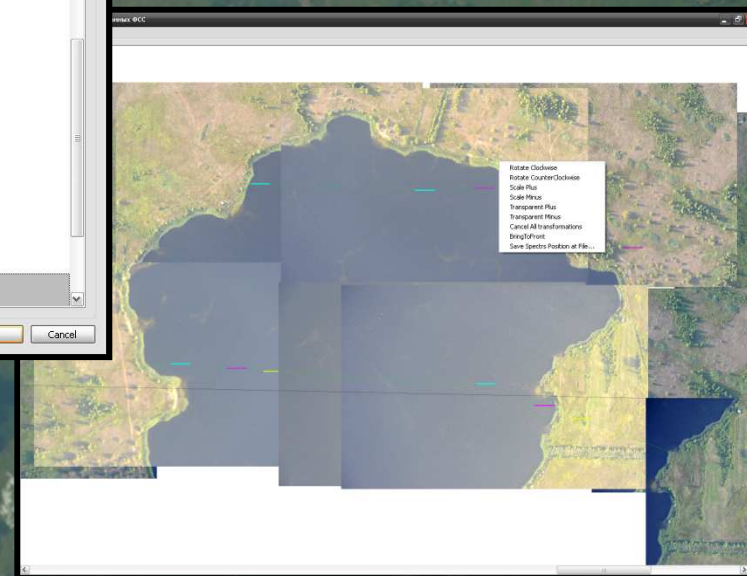 ФСС
Rotate Clockwise
Rotate CounterClockwise
Scale Plus
Scale Minus
Transparent Plus
Transparent Minus
Cancel All transformations
BringToFront
Save Spectrs Position at File...
Cancel